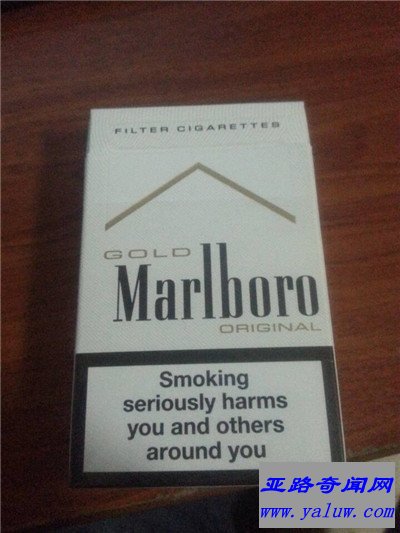 FILTER CIGARETTES
GOLD
Marlboro
ORIGINAL
Smoking
seriously harms
you and others
around you
亚路奇闻网
www.yaluw.com